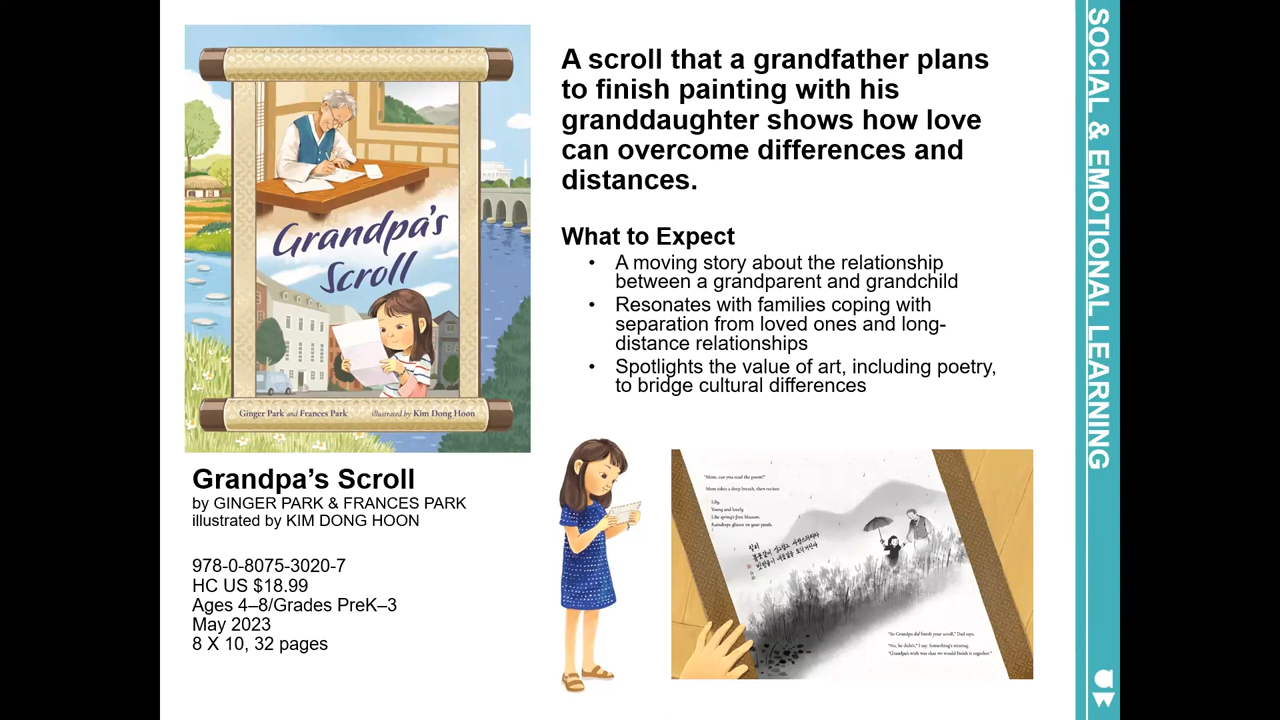 Grandpa's
Scroll
Ginger Park and Frances Park illustrated by Kim Dong Hoon
Grandpa's Scroll
by GINGER PARK & FRANCES PARK
illustrated by KIM DONG HOON
978-0-8075-3020-7
HC US $18.99
Ages 4–8/Grades PreK–3
May 2023
8 X 10, 32 pages
A scroll that a grandfather plans
to finish painting with his
granddaughter shows how love
can overcome differences and
distances.
What to Expect
• A moving story about the relationship
between a grandparent and grandchild
• Resonates with families coping with
separation from loved ones and long-
distance relationships
• Spotlights the value of art, including poetry,
to bridge cultural differences
"Mom, can you read the poem?"
Mom takes a deep breath, then recites:
Lily,
Young and lovely,
Like spring's first blossom.
Raindrops glisten on your petals.
"So Grandpa did finish your scroll," Dad says.
"No, he didn't," I say. Something's missing.
"Grandpa's wish was that we would finish it together."
SOCIAL & EMOTIONAL LEARNING
aw